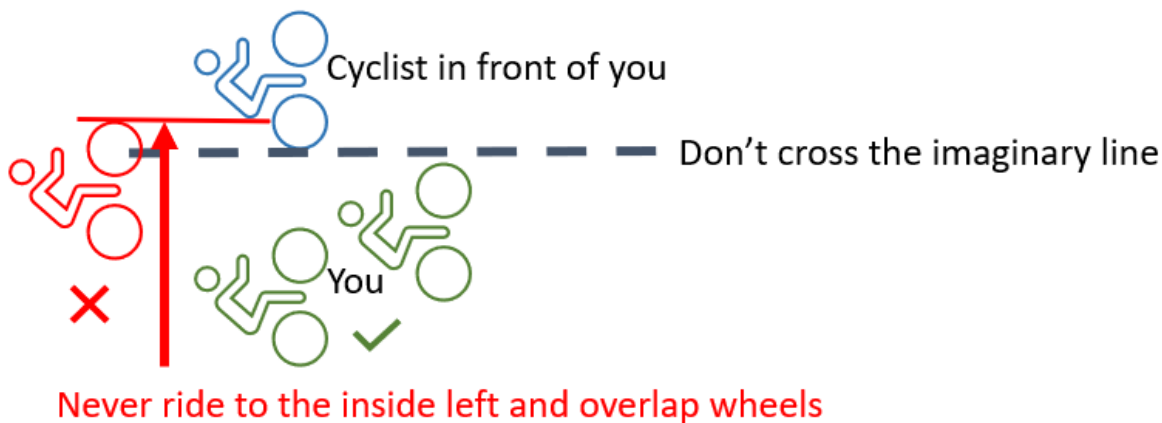 Cyclist in front of you
Don’t cross the imaginary line
You
Never ride to the inside left and overlap wheels